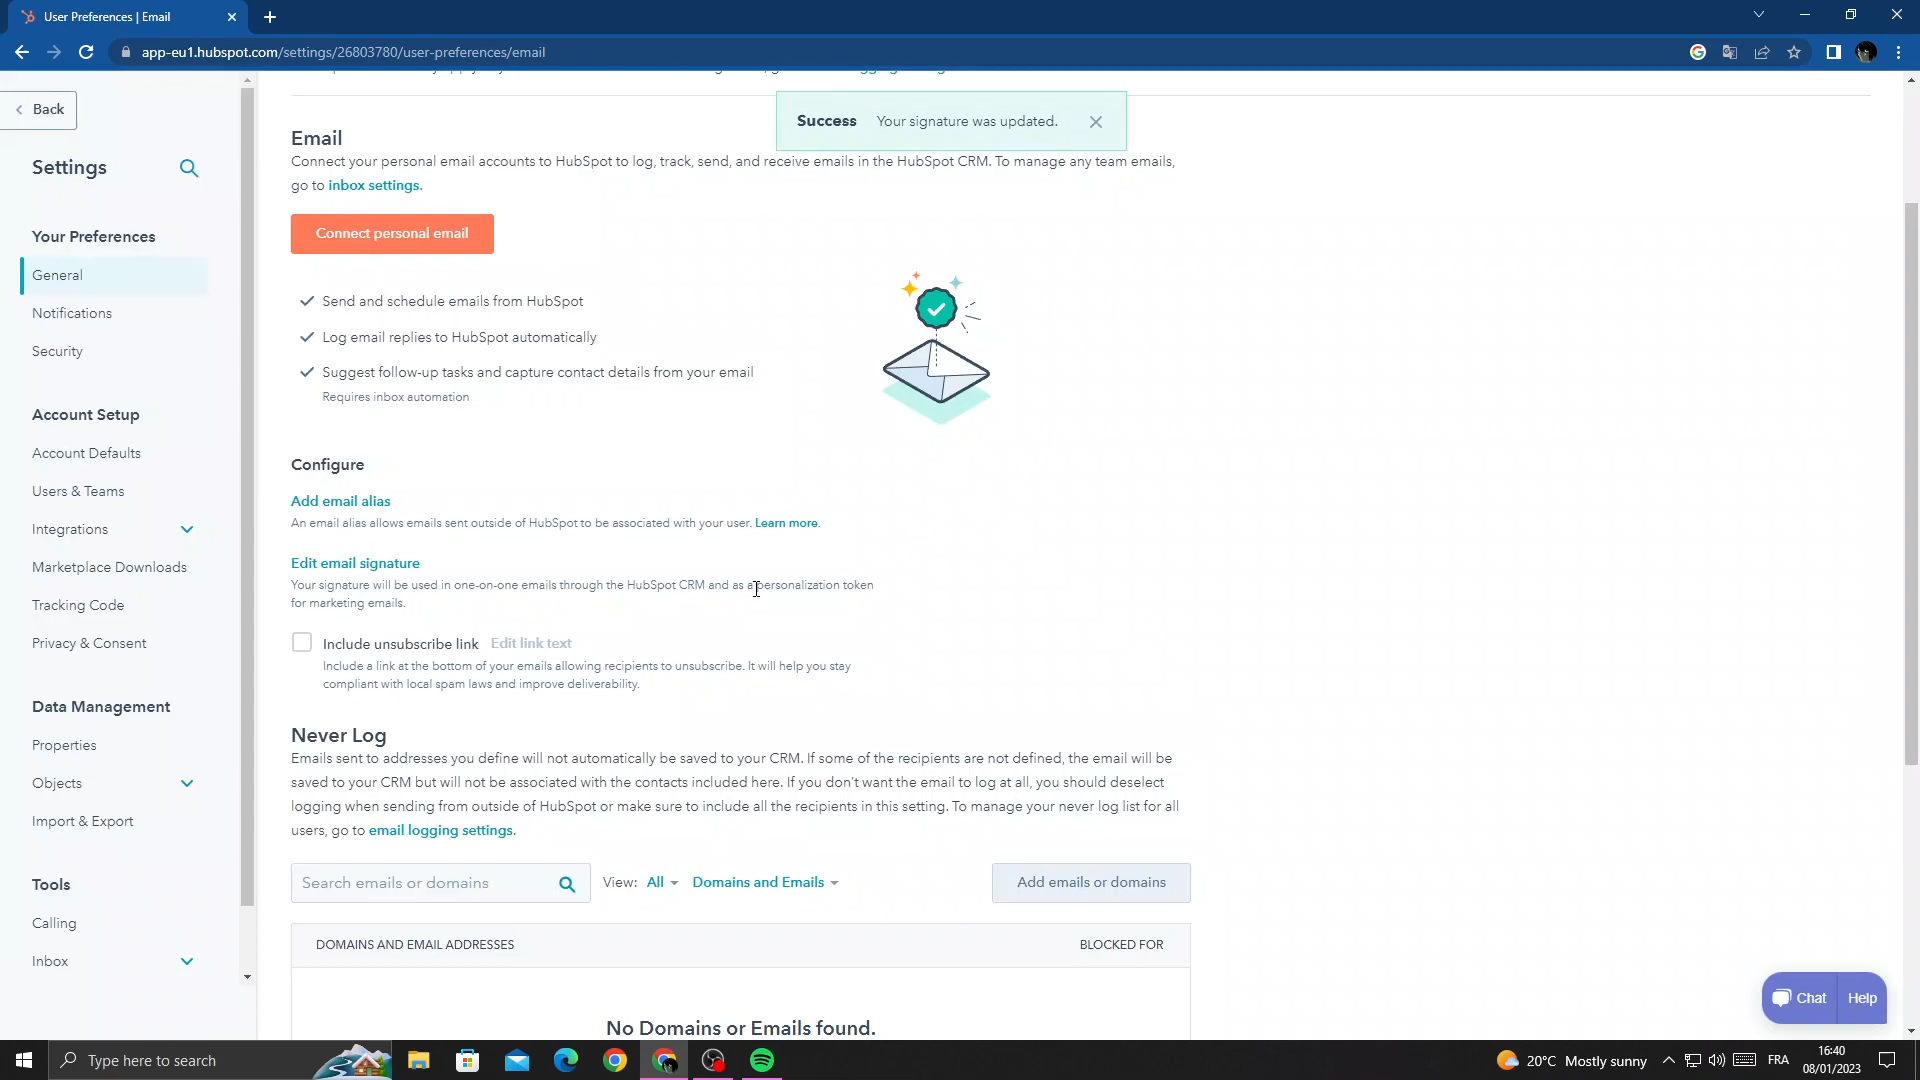 User Preferences | Email
app-eu1.hubspot.com/settings/26803780/user-preferences/email
Back
Success Your signature was updated.
Settings
Your Preferences
General
Notifications
Security
Account Setup
Account Defaults
Users & Teams
Integrations
Marketplace Downloads
Tracking Code
Privacy & Consent
Data Management
Properties
Objects
Import & Export
Tools
Calling
Inbox
Email
Connect your personal email accounts to HubSpot to log, track, send, and receive emails in the HubSpot CRM. To manage any team emails,
go to inbox settings.
Connect personal email
Send and schedule emails from HubSpot
Log email replies to HubSpot automatically
Suggest follow-up tasks and capture contact details from your email
Requires inbox automation
Configure
Add email alias
An email alias allows emails sent outside of HubSpot to be associated with your user. Learn more.
Edit email signature
Your signature will be used in one-on-one emails through the HubSpot CRM and as a personalization token
for marketing emails.
Include unsubscribe link Edit link text
Include a link at the bottom of your emails allowing recipients to unsubscribe. It will help you stay
compliant with local spam laws and improve deliverability.
Never Log
Emails sent to addresses you define will not automatically be saved to your CRM. If some of the recipients are not defined, the email will be
saved to your CRM but will not be associated with the contacts included here. If you don't want the email to log at all, you should deselect
logging when sending from outside of HubSpot or make sure to include all the recipients in this setting. To manage your never log list for all
users, go to email logging settings.
Search emails or domains View: All Domains and Emails Add emails or domains
DOMAINS AND EMAIL ADDRESSES BLOCKED FOR
No Domains or Emails found.
Chat Help
Type here to search
20°C Mostly sunny FRA
16:40
08/01/2023